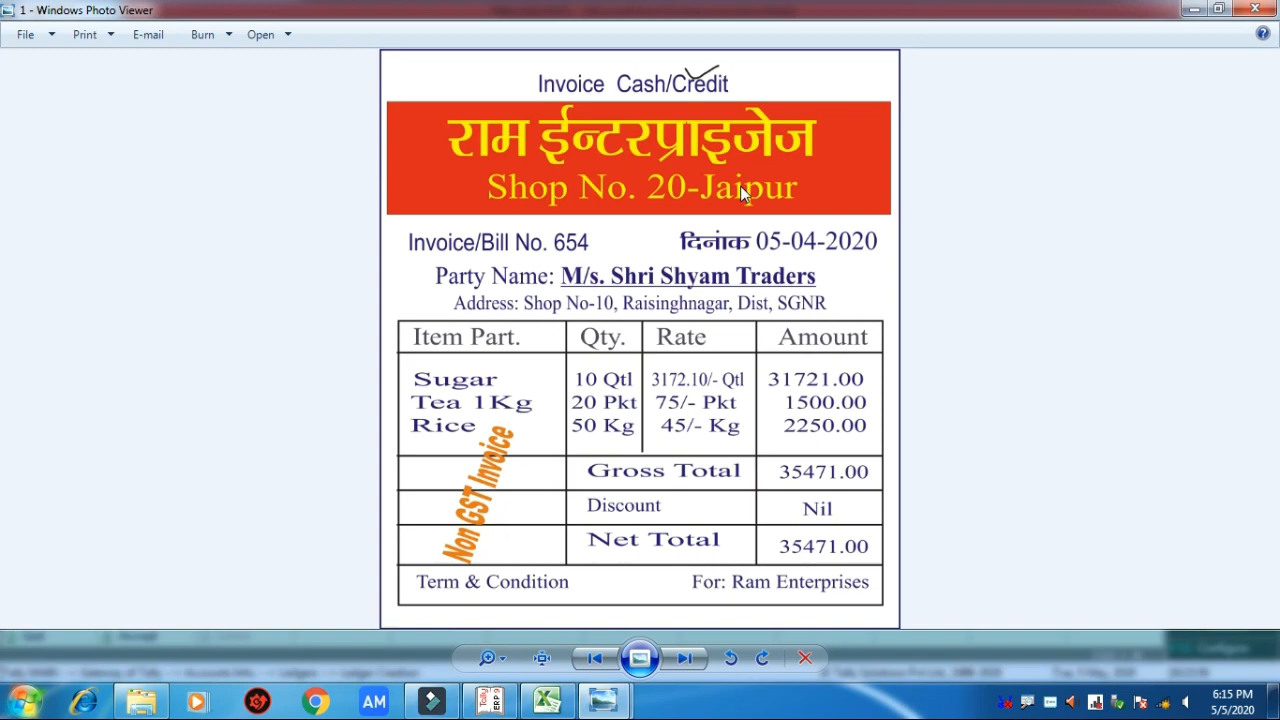 1 - Windows Photo Viewer
File Print E-mail Burn Open
Invoice Cash/Credit
राम ईन्टरप्राइजेज
Shop No. 20-Jaipur
Invoice/Bill No. 654 दिनांक 05-04-2020
Party Name: M/s. Shri Shyam Traders
Address: Shop No-10, Raisinghnagar, Dist, SGNR
Item Part. Qty. Rate Amount
Sugar 10 Qtl 3172.10/- Qtl 31721.00
Tea 1Kg 20 Pkt 75/- Pkt 1500.00
Rice 50 Kg 45/- Kg 2250.00
Non GST Invoice
Gross Total 35471.00
Discount Nil
Net Total 35471.00
Term & Condition For: Ram Enterprises
AM
Tally
ERP 9
6:15 PM
5/5/2020